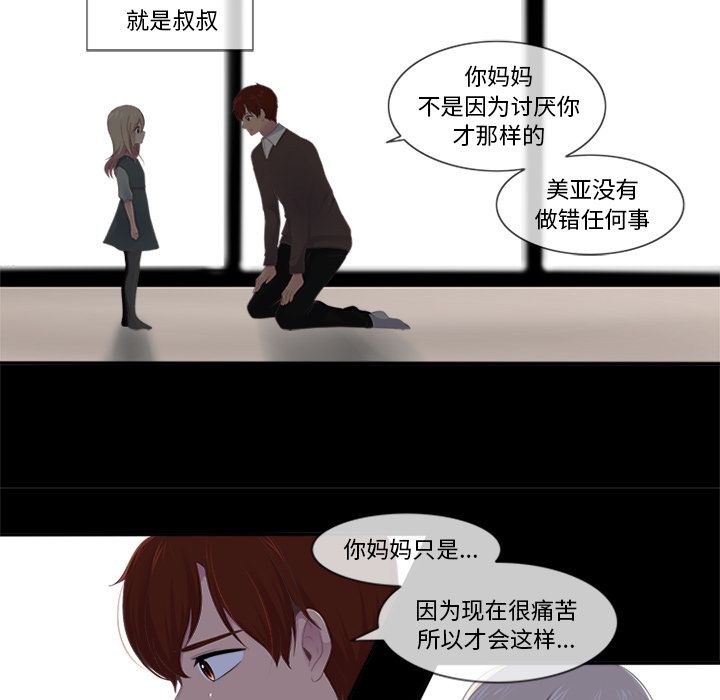 就是叔叔
你妈妈
不是因为讨厌你
才那样的
美亚没有
做错任何事
你妈妈只是...
因为现在很痛苦
所以才会这样...